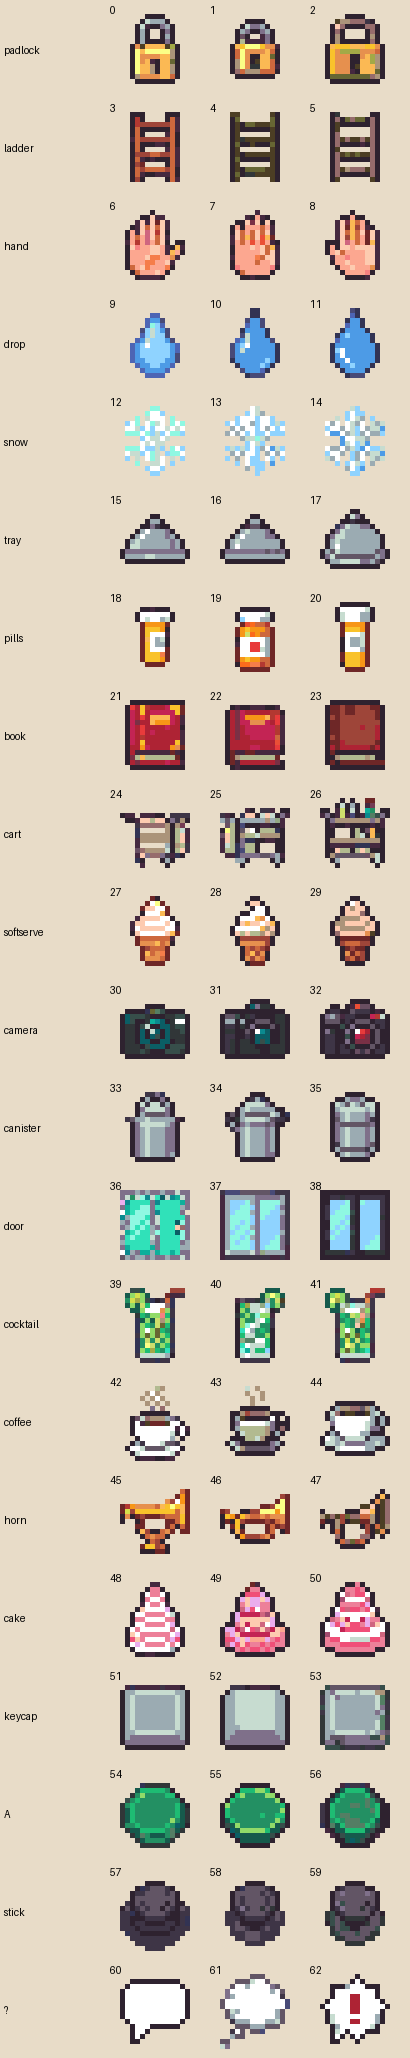 0 1 2
padlock
3 4 5
ladder
6 7 8
hand
9 10 11
drop
12 13 14
snow
15 16 17
tray
18 19 20
pills
21 22 23
book
24 25 26
cart
27 28 29
softserve
30 31 32
camera
33 34 35
canister
36 37 38
door
39 40 41
cocktail
42 43 44
coffee
45 46 47
horn
48 49 50
cake
51 52 53
keycap
54 55 56
A
57 58 59
stick
60 61 62
?
!